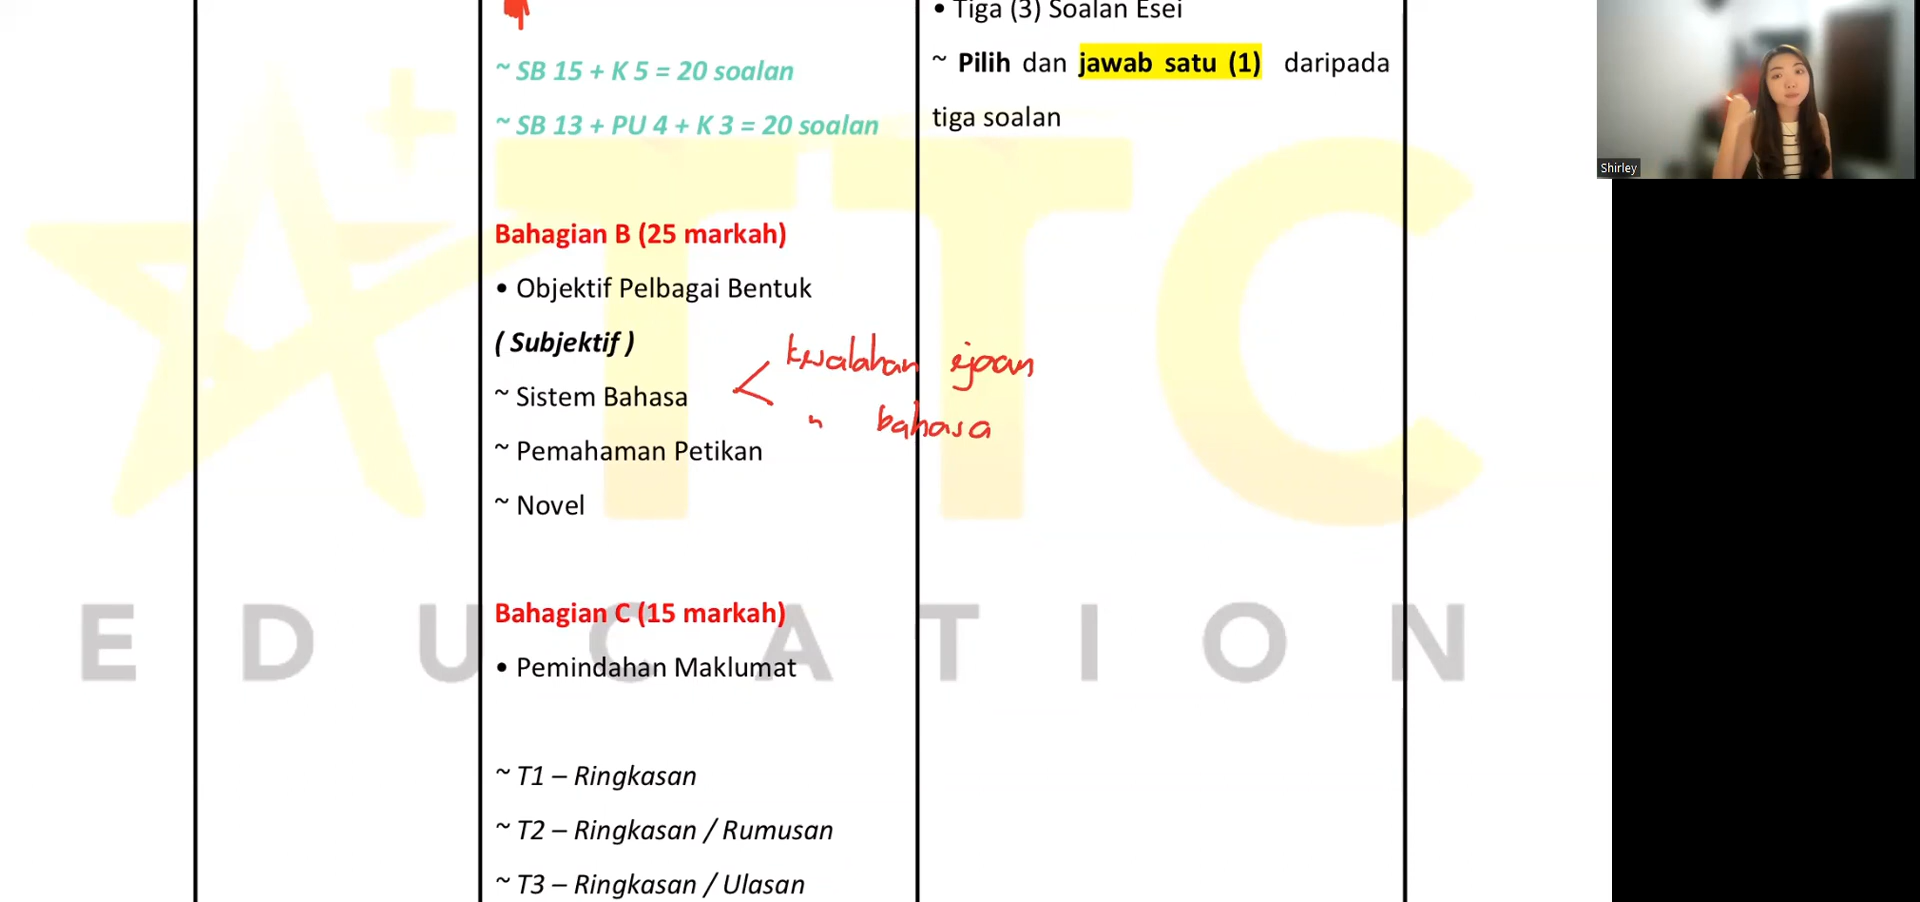 ~ SB 15 + K 5 = 20 soalan
~ SB 13 + PU 4 + K 3 = 20 soalan
Bahagian B (25 markah)
• Objektif Pelbagai Bentuk
( Subjektif )
~ Sistem Bahasa
kesalahan ejaan
" bahasa
~ Pemahaman Petikan
~ Novel
Bahagian C (15 markah)
• Pemindahan Maklumat
~ T1 – Ringkasan
~ T2 – Ringkasan / Rumusan
~ T3 – Ringkasan / Ulasan
• Tiga (3) Soalan Esei
~ Pilih dan jawab satu (1) daripada
tiga soalan
Shirley
A+ TTC
EDUCATION